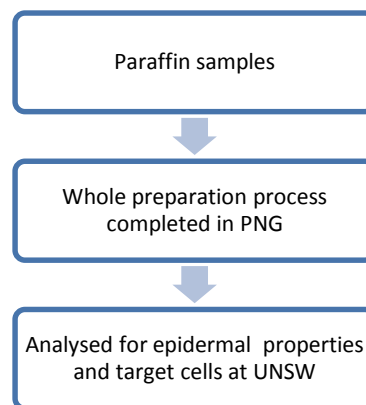 Paraffin samples
Whole preparation process
completed in PNG
Analysed for epidermal properties
and target cells at UNSW